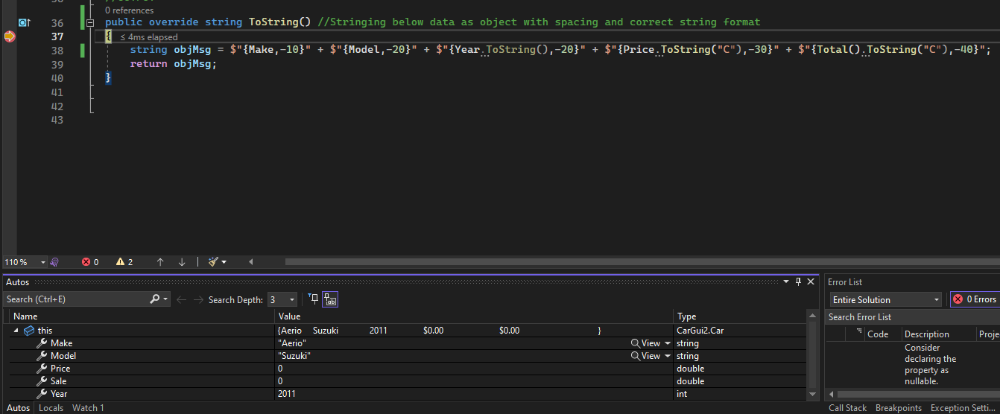 0 references
36 public override string ToString() //Stringing below data as object with spacing and correct string format
37 { ≤ 4ms elapsed
38 string objMsg = $"{Make,-10}" + $"{Model,-20}" + $"{Year.ToString(),-20}" + $"{Price.ToString("C"),-30}" + $"{Total().ToString("C"),-40}";
39 return objMsg;
40 }
41
42
43
110 % 0 2
Autos
Search (Ctrl+E) Search Depth: 3
Name Value Type
this {Aerio Suzuki 2011 $0.00 $0.00 } CarGui2.Car
Make "Aerio" View string
Model "Suzuki" View string
Price 0 double
Sale 0 double
Year 2011 int
Autos Locals Watch 1
Error List
Entire Solution 0 Errors
Search Error List
Code Description Proje
Consider
declaring the
property as
nullable.
Call Stack Breakpoints Exception Setti...